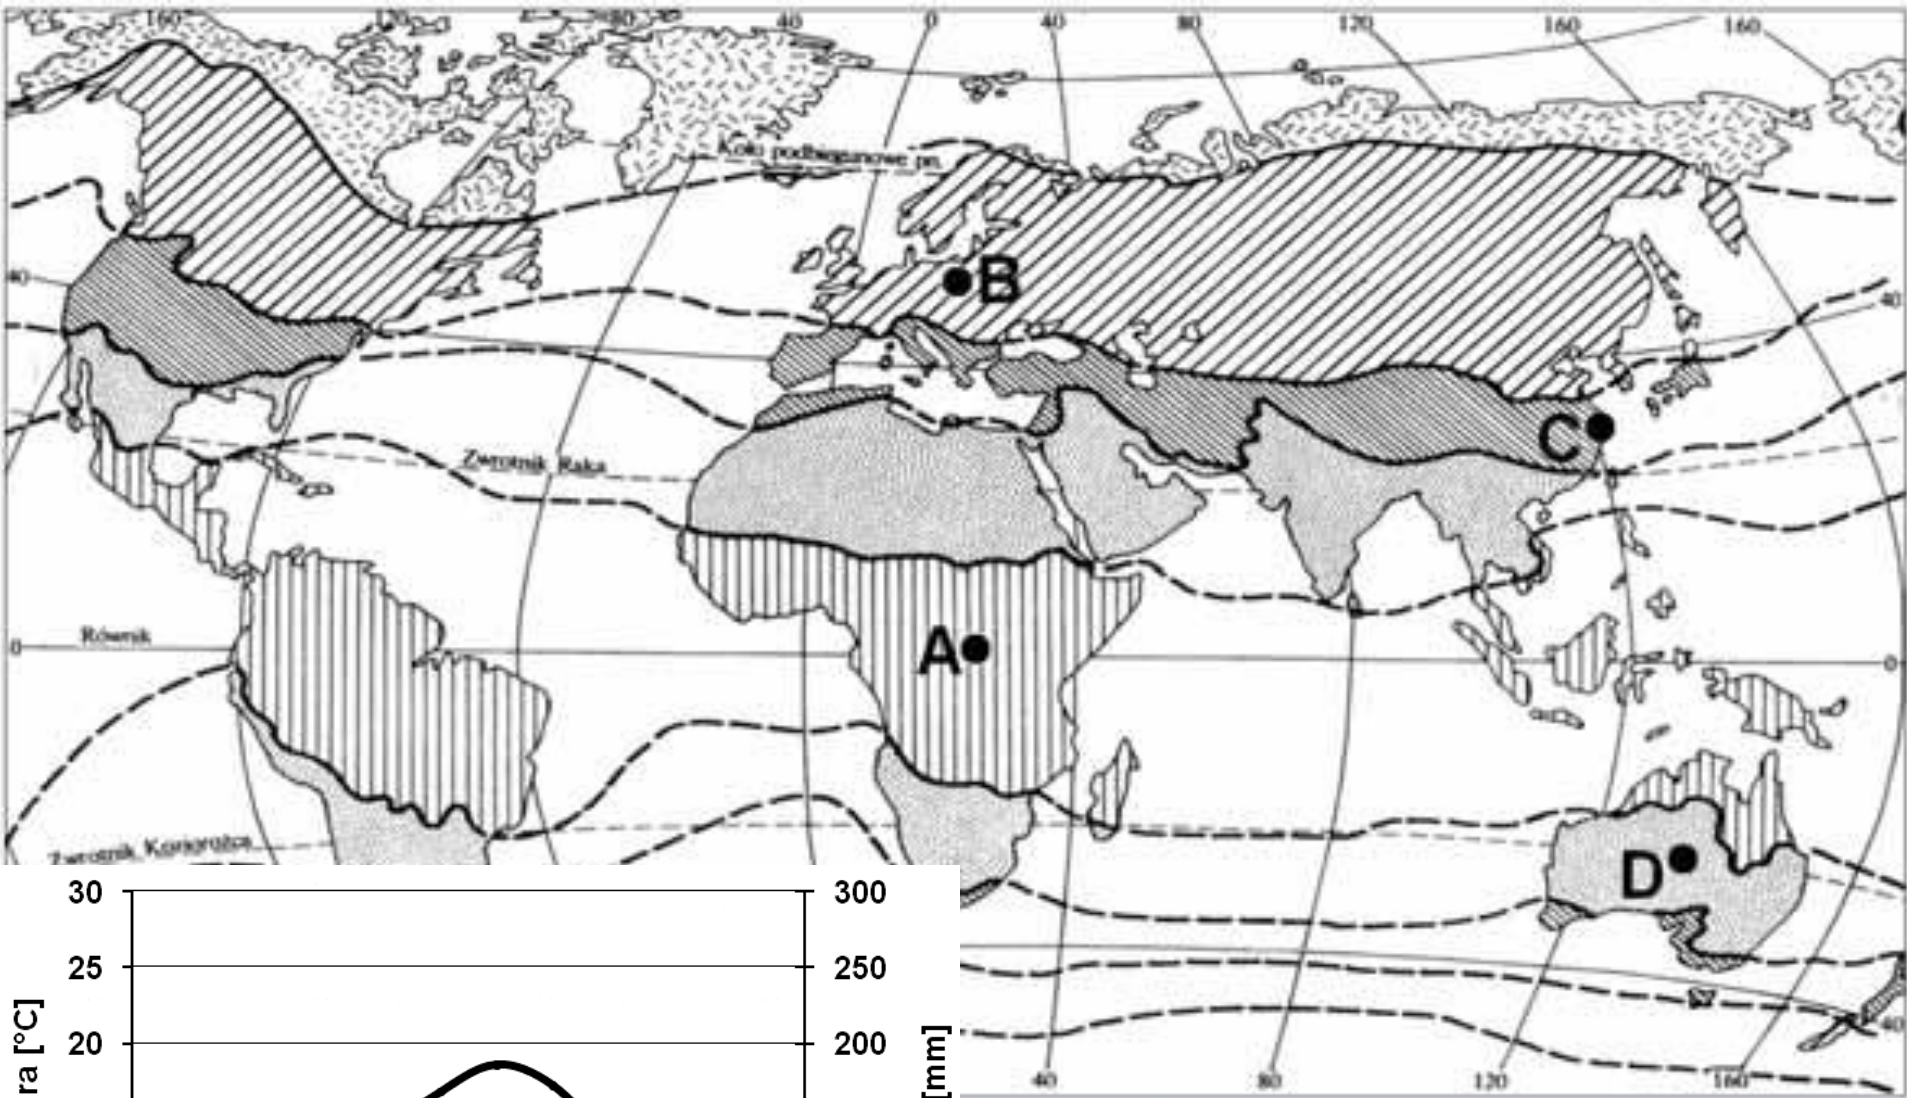 160 120 80 40 0 40 80 120 160 160
Koło podbiegunowe pn.
B
40
40
C
Zwrotnik Raka
Równik
0
A
0
Zwrotnik Koziorożca
D
30 300
25 250
20 200
ra [°C]
[mm]
40
40 80 120 160